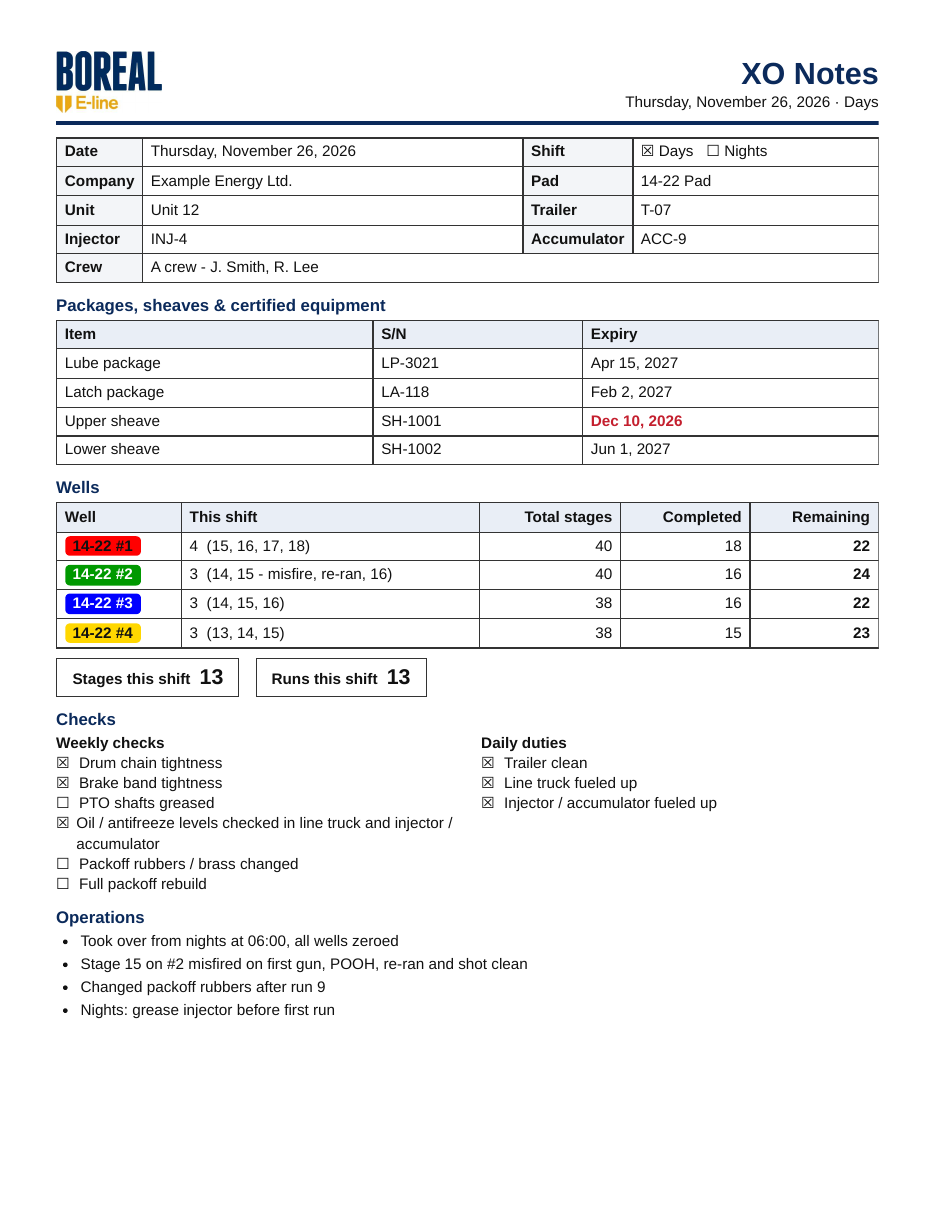 BOREAL
E-line
XO Notes
Thursday, November 26, 2026 · Days
Date Thursday, November 26, 2026 Shift ☒ Days ☐ Nights
Company Example Energy Ltd. Pad 14-22 Pad
Unit Unit 12 Trailer T-07
Injector INJ-4 Accumulator ACC-9
Crew A crew - J. Smith, R. Lee
Packages, sheaves & certified equipment
Item S/N Expiry
Lube package LP-3021 Apr 15, 2027
Latch package LA-118 Feb 2, 2027
Upper sheave SH-1001 Dec 10, 2026
Lower sheave SH-1002 Jun 1, 2027
Wells
Well This shift Total stages Completed Remaining
14-22 #1 4 (15, 16, 17, 18) 40 18 22
14-22 #2 3 (14, 15 - misfire, re-ran, 16) 40 16 24
14-22 #3 3 (14, 15, 16) 38 16 22
14-22 #4 3 (13, 14, 15) 38 15 23
Stages this shift 13 Runs this shift 13
Checks
Weekly checks
☒ Drum chain tightness
☒ Brake band tightness
☐ PTO shafts greased
☒ Oil / antifreeze levels checked in line truck and injector /
accumulator
☐ Packoff rubbers / brass changed
☐ Full packoff rebuild
Daily duties
☒ Trailer clean
☒ Line truck fueled up
☒ Injector / accumulator fueled up
Operations
• Took over from nights at 06:00, all wells zeroed
• Stage 15 on #2 misfired on first gun, POOH, re-ran and shot clean
• Changed packoff rubbers after run 9
• Nights: grease injector before first run